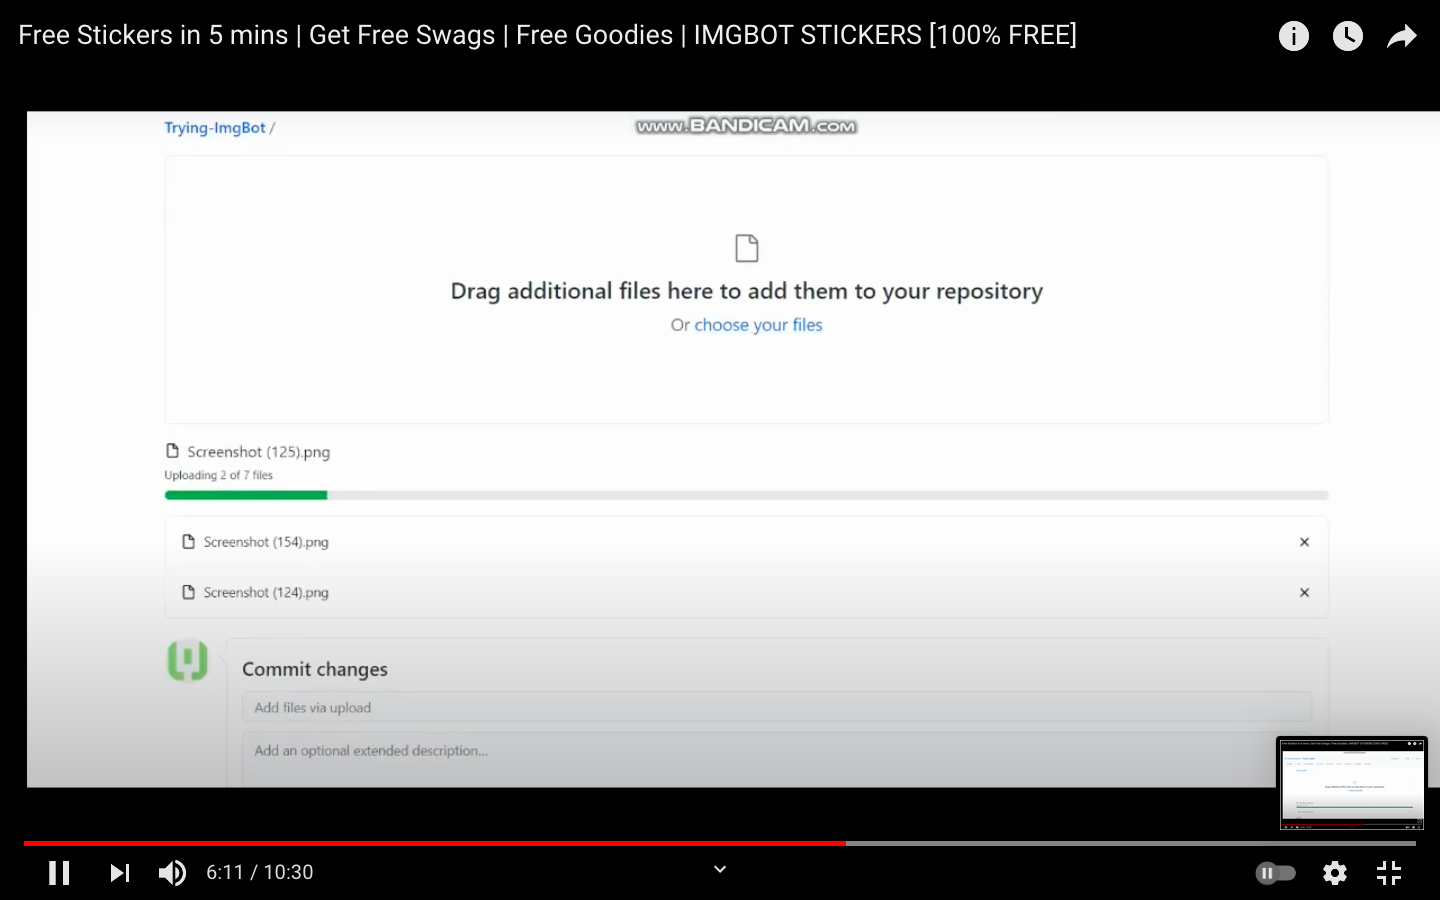 Free Stickers in 5 mins | Get Free Swags | Free Goodies | IMGBOT STICKERS [100% FREE]
Trying-ImgBot /
www.BANDICAM.com
Drag additional files here to add them to your repository
Or choose your files
Screenshot (125).png
Uploading 2 of 7 files
Screenshot (154).png
Screenshot (124).png
Commit changes
Add files via upload
Add an optional extended description...
6:11 / 10:30